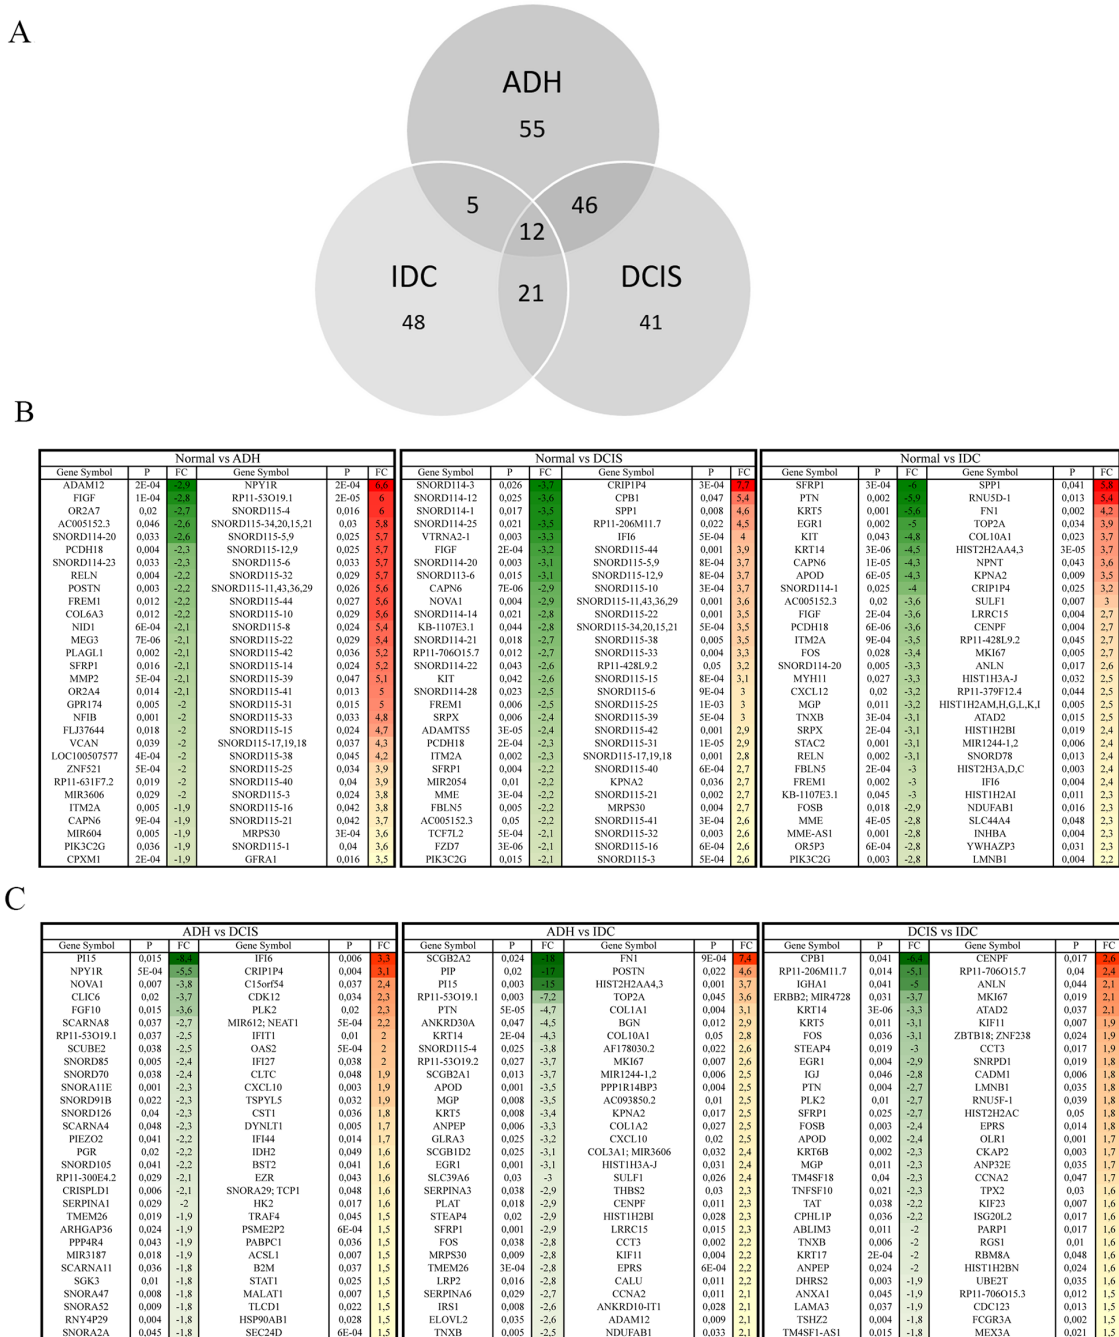 A
ADH
55
5
46
12
IDC
DCIS
21
48
41
B
Normal vs ADH Normal vs DCIS Normal vs IDC
Gene Symbol P FC Gene Symbol P FC Gene Symbol P FC Gene Symbol P FC Gene Symbol P FC Gene Symbol P FC
ADAM12 2E-04 -2,9 NPY1R 2E-04 6,6 SNORD114-3 0,026 -3,7 CRIP1P4 3E-04 7,7 SFRP1 3E-04 -6 SPP1 0,041 5,8
FIGF 1E-04 -2,8 RP11-53O19.1 2E-05 6 SNORD114-12 0,025 -3,6 CPB1 0,047 5,4 PTN 0,002 -5,9 RNU5D-1 0,013 5,4
OR2A7 0,02 -2,7 SNORD115-4 0,016 6 SNORD114-1 0,017 -3,5 SPP1 0,008 4,6 KRT5 0,001 -5,6 FN1 0,002 4,2
AC005152.3 0,046 -2,6 SNORD115-34,20,15,21 0,03 5,8 SNORD114-25 0,021 -3,5 RP11-206M11.7 0,022 4,5 EGR1 0,002 -5 TOP2A 0,034 3,9
SNORD114-20 0,033 -2,6 SNORD115-5,9 0,025 5,7 VTRNA2-1 0,003 -3,3 IFI6 5E-04 4 KIT 0,043 -4,8 COL10A1 0,023 3,7
PCDH18 0,004 -2,3 SNORD115-12,9 0,025 5,7 FIGF 2E-04 -3,2 SNORD115-44 0,001 3,9 KRT14 3E-06 -4,5 HIST2H2AA4,3 3E-05 3,7
SNORD114-23 0,033 -2,3 SNORD115-6 0,033 5,7 SNORD114-20 0,003 -3,1 SNORD115-5,9 8E-04 3,7 CAPN6 1E-05 -4,3 NPNT 0,043 3,6
RELN 0,004 -2,2 SNORD115-32 0,029 5,7 SNORD113-6 0,015 -3,1 SNORD115-12,9 8E-04 3,7 APOD 6E-05 -4,3 KPNA2 0,009 3,5
POSTN 0,003 -2,2 SNORD115-11,43,36,29 0,026 5,6 CAPN6 7E-06 -2,9 SNORD115-10 3E-04 3,7 SNORD114-1 0,025 -4 CRIP1P4 0,025 3,2
FREM1 0,012 -2,2 SNORD115-44 0,027 5,6 NOVA1 0,004 -2,9 SNORD115-11,43,36,29 0,001 3,6 AC005152.3 0,02 -3,6 SULF1 0,007 3
COL6A3 0,012 -2,2 SNORD115-10 0,029 5,6 SNORD114-14 0,021 -2,8 SNORD115-22 0,001 3,5 FIGF 2E-04 -3,6 LRRC15 0,004 2,7
NID1 6E-04 -2,1 SNORD115-8 0,024 5,4 KB-1107E3.1 0,044 -2,8 SNORD115-34,20,15,21 5E-04 3,5 PCDH18 6E-06 -3,6 CENPF 0,004 2,7
MEG3 7E-06 -2,1 SNORD115-22 0,029 5,4 SNORD114-21 0,018 -2,7 SNORD115-38 0,005 3,5 ITM2A 9E-04 -3,5 RP11-428L9.2 0,045 2,7
PLAGL1 0,002 -2,1 SNORD115-42 0,036 5,2 RP11-706O15.7 0,012 -2,7 SNORD115-33 0,004 3,3 FOS 0,028 -3,4 MKI67 0,005 2,7
SFRP1 0,016 -2,1 SNORD115-14 0,024 5,2 SNORD114-22 0,043 -2,6 RP11-428L9.2 0,05 3,2 SNORD114-20 0,005 -3,3 ANLN 0,017 2,6
MMP2 5E-04 -2,1 SNORD115-39 0,047 5,1 KIT 0,042 -2,6 SNORD115-15 8E-04 3,1 MYH11 0,027 -3,3 HIST1H3A-J 0,032 2,5
OR2A4 0,014 -2,1 SNORD115-41 0,013 5 SNORD114-28 0,023 -2,5 SNORD115-6 9E-04 3 CXCL12 0,02 -3,2 RP11-379F12.4 0,044 2,5
GPR174 0,005 -2 SNORD115-31 0,015 5 FREM1 0,006 -2,5 SNORD115-25 1E-03 3 MGP 0,011 -3,2 HIST1H2AM,H,G,L,K,I 0,005 2,5
NFIB 0,001 -2 SNORD115-33 0,033 4,8 SRPX 0,006 -2,4 SNORD115-39 5E-04 3 TNXB 3E-04 -3,1 ATAD2 0,015 2,5
FLJ37644 0,018 -2 SNORD115-15 0,024 4,7 ADAMTS5 3E-05 -2,4 SNORD115-42 0,001 2,9 SRPX 2E-04 -3,1 HIST1H2BI 0,019 2,4
VCAN 0,039 -2 SNORD115-17,19,18 0,037 4,3 PCDH18 2E-04 -2,3 SNORD115-31 1E-05 2,9 STAC2 0,001 -3,1 MIR1244-1,2 0,006 2,4
LOC100507577 4E-04 -2 SNORD115-38 0,045 4,2 ITM2A 0,002 -2,3 SNORD115-17,19,18 0,001 2,8 RELN 0,002 -3,1 SNORD78 0,013 2,4
ZNF521 5E-04 -2 SNORD115-25 0,034 3,9 SFRP1 0,004 -2,2 SNORD115-40 6E-04 2,7 FBLN5 2E-04 -3 HIST2H3A,D,C 0,003 2,4
RP11-631F7.2 0,019 -2 SNORD115-40 0,04 3,9 MIR2054 0,01 -2,2 KPNA2 0,036 2,7 FREM1 0,002 -3 IFI6 0,004 2,4
MIR3606 0,029 -2 SNORD115-3 0,024 3,8 MME 3E-04 -2,2 SNORD115-21 0,002 2,7 KB-1107E3.1 0,045 -3 HIST1H2AI 0,011 2,3
ITM2A 0,005 -1,9 SNORD115-16 0,042 3,8 FBLN5 0,005 -2,2 MRPS30 0,004 2,7 FOSB 0,018 -2,9 NDUFAB1 0,016 2,3
CAPN6 9E-04 -1,9 SNORD115-21 0,042 3,7 AC005152.3 0,05 -2,2 SNORD115-41 3E-04 2,6 MME 4E-05 -2,8 SLC44A4 0,048 2,3
MIR604 0,005 -1,9 MRPS30 3E-04 3,6 TCF7L2 5E-04 -2,1 SNORD115-32 0,003 2,6 MME-AS1 0,001 -2,8 INHBA 0,004 2,3
PIK3C2G 0,036 -1,9 SNORD115-1 0,04 3,6 FZD7 3E-06 -2,1 SNORD115-16 6E-04 2,6 OR5P3 6E-04 -2,8 YWHAZP3 0,031 2,3
CPXM1 2E-04 -1,9 GFRA1 0,016 3,5 PIK3C2G 0,015 -2,1 SNORD115-3 5E-04 2,6 PIK3C2G 0,003 -2,8 LMNB1 0,004 2,2
C
ADH vs DCIS ADH vs IDC DCIS vs IDC
Gene Symbol P FC Gene Symbol P FC Gene Symbol P FC Gene Symbol P FC Gene Symbol P FC Gene Symbol P FC
PI15 0,015 -8,4 IFI6 0,006 3,3 SCGB2A2 0,024 -18 FN1 9E-04 7,4 CPB1 0,041 -6,4 CENPF 0,017 2,6
NPY1R 5E-04 -5,5 CRIP1P4 0,004 3,1 PIP 0,02 -17 POSTN 0,022 4,6 RP11-206M11.7 0,014 -5,1 RP11-706O15.7 0,04 2,4
NOVA1 0,007 -3,8 C15orf54 0,037 2,4 PI15 0,003 -15 HIST2H2AA4,3 0,001 3,7 IGHA1 0,041 -5 ANLN 0,014 2,1
CLIC6 0,02 -3,7 CDK12 0,034 2,3 RP11-53O19.1 0,003 -7,2 TOP2A 0,045 3,6 ERBB2; MIR4728 0,031 -3,7 MKI67 0,019 2,1
FGF10 0,015 -3,6 PLK2 0,02 2,3 PTN 5E-05 -4,7 COL1A1 0,004 3,1 KRT14 3E-06 -3,3 ATAD2 0,037 2,1
SCARNA8 0,037 -2,7 MIR612; NEAT1 5E-04 2,2 ANKRD30A 0,047 -4,5 BGN 0,012 2,9 KRT5 0,011 -3,1 KIF11 0,007 1,9
RP11-53O19.1 0,037 -2,5 IFIT1 0,01 2 KRT14 2E-04 -4,3 COL10A1 0,05 2,8 FOS 0,036 -3,1 ZBTB18; ZNF238 0,024 1,9
SCUBE2 0,038 -2,5 OAS2 5E-04 2 SNORD115-4 0,025 -3,8 AF178030.2 0,022 2,6 STEAP4 0,019 -3 CCT3 0,017 1,9
SNORD85 0,005 -2,4 IFI27 0,038 2 RP11-53O19.2 0,027 -3,7 MKI67 0,007 2,6 EGR1 0,004 -2,9 SNRPD1 0,019 1,8
SNORD70 0,038 -2,4 CLTC 0,048 1,9 SCGB2A1 0,013 -3,7 MIR1244-1,2 0,006 2,5 IGJ 0,046 -2,8 CADM1 0,006 1,8
SNORA11E 0,001 -2,3 CXCL10 0,003 1,9 APOD 0,001 -3,5 PPP1R14BP3 0,044 2,5 PTN 0,004 -2,8 LMNB1 0,035 1,8
SNORD91B 0,022 -2,3 TSPYL5 0,032 1,9 MGP 0,008 -3,5 AC093850.2 0,01 2,5 PLK2 0,01 -2,7 RNU5F-1 0,039 1,8
SNORD126 0,04 -2,3 CST1 0,036 1,8 KRT5 0,008 -3,4 KPNA2 0,017 2,5 SFRP1 0,025 -2,7 HIST2H2AC 0,05 1,8
SCARNA4 0,048 -2,3 DYNLT1 0,005 1,7 ANPEP 0,006 -3,3 COL1A2 0,027 2,5 FOSB 0,003 -2,4 EPRS 0,014 1,8
PIEZO2 0,041 -2,2 IFI44 0,014 1,7 GLRA3 0,025 -3,2 CXCL10 0,02 2,5 APOD 0,002 -2,4 OLR1 0,001 1,7
PGR 0,02 -2,2 IDH2 0,049 1,6 SCGB1D2 0,025 -3,1 COL3A1; MIR3606 0,032 2,4 KRT6B 0,002 -2,3 CKAP2 0,003 1,7
SNORD105 0,041 -2,2 BST2 0,041 1,6 EGR1 0,001 -3,1 HIST1H3A-J 0,031 2,4 MGP 0,011 -2,3 ANP32E 0,035 1,7
RP11-300E4.2 0,029 -2,1 EZR 0,043 1,6 SLC39A6 0,03 -3 SULF1 0,026 2,4 TM4SF18 0,04 -2,3 CCNA2 0,047 1,7
CRISPLD1 0,006 -2,1 SNORA29; TCP1 0,048 1,6 SERPINA3 0,038 -2,9 THBS2 0,03 2,3 TNFSF10 0,021 -2,3 TPX2 0,03 1,6
SERPINA1 0,029 -2 HK2 0,017 1,6 PLAT 0,018 -2,9 CENPF 0,011 2,3 TAT 0,038 -2,2 KIF23 0,007 1,6
TMEM26 0,019 -1,9 TRAF4 0,045 1,5 STEAP4 0,02 -2,9 HIST1H2BI 0,028 2,3 CPHL1P 0,036 -2,2 ISG20L2 0,017 1,6
ARHGAP36 0,024 -1,9 PSME2P2 6E-04 1,5 SFRP1 0,001 -2,9 LRRC15 0,015 2,3 ABLIM3 0,011 -2 PARP1 0,017 1,6
PPP4R4 0,043 -1,9 PABPC1 0,036 1,5 FOS 0,038 -2,8 CCT3 0,002 2,2 TNXB 0,006 -2 RGS1 0,01 1,6
MIR3187 0,018 -1,9 ACSL1 0,007 1,5 MRPS30 0,009 -2,8 KIF11 0,004 2,2 KRT17 2E-04 -2 RBM8A 0,048 1,6
SCARNA11 0,036 -1,8 B2M 0,037 1,5 TMEM26 3E-04 -2,8 EPRS 6E-04 2,2 ANPEP 0,024 -2 HIST1H2BN 0,024 1,6
SGK3 0,01 -1,8 STAT1 0,025 1,5 LRP2 0,016 -2,8 CALU 0,011 2,2 DHRS2 0,003 -1,9 UBE2T 0,035 1,6
SNORA47 0,008 -1,8 MALAT1 0,007 1,5 SERPINA6 0,029 -2,7 CCNA2 0,011 2,1 ANXA1 0,045 -1,9 RP11-706O15.3 0,012 1,5
SNORA52 0,009 -1,8 TLCD1 0,022 1,5 IRS1 0,008 -2,6 ANKRD10-IT1 0,028 2,1 LAMA3 0,037 -1,9 CDC123 0,013 1,5
RNY4P29 0,004 -1,8 HSP90AB1 0,028 1,5 ELOVL2 0,035 -2,6 ADAM12 0,009 2,1 TSHZ2 0,004 -1,8 FCGR3A 0,017 1,5
SNORA2A 0,045 -1,8 SEC24D 6E-04 1,5 TNXB 0,005 -2,5 NDUFAB1 0,033 2,1 TM4SF1-AS1 0,015 -1,8 MEX3A 0,021 1,5